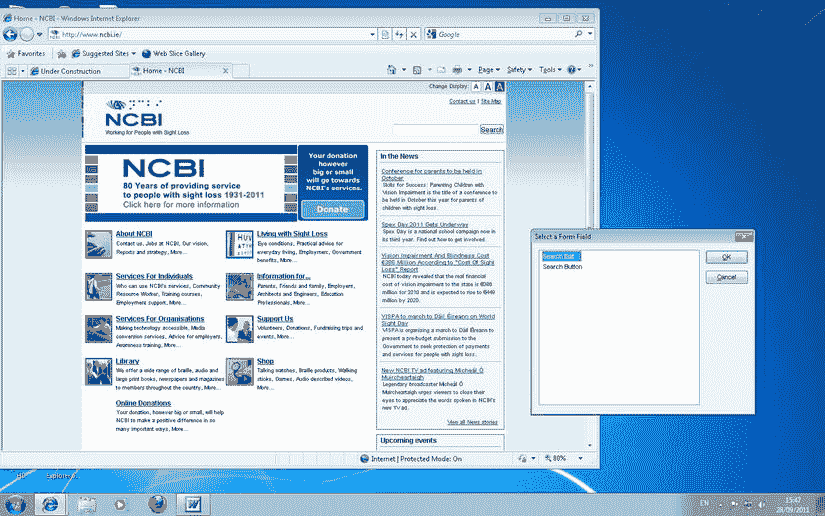 Home - NCBI - Windows Internet Explorer
http://www.ncbi.ie/
Google
Favorites
Suggested Sites
Web Slice Gallery
Under Construction
Home - NCBI
X
Page
Safety
Tools
Change Display: A A A
Contact us | Site Map
NCBI
Working for People with Sight Loss
Search
NCBI
80 Years of providing service
to people with sight loss 1931-2011
Click here for more information
Your donation
however
big or small
will go towards
NCBI's services.
Donate
About NCBI
Contact us, Jobs at NCBI, Our vision,
Reports and strategy, More...
Living with Sight Loss
Eye conditions, Practical advice for
everyday living, Employment, Government
benefits, More...
Services For Individuals
Who can use NCBI's services, Community
Resource Worker, Training courses,
Employment support, More...
Information for...
Parents, Friends and family, Employers,
Architects and Engineers, Education
Professionals, More...
Services For Organisations
Making technology accessible, Media
conversion services, Advice for employers,
Awareness training, More...
Support Us
Volunteers, Donations, Fundraising trips and
events, More...
Library
We offer a wide range of braille, audio and
large print books, newspapers and magazines
to members throughout the country, More...
Shop
Talking watches, Braille products, Walking
sticks, Games, Audio described videos,
More...
Online Donations
Your donation, however big or small, will help
NCBI to make a positive difference in so
many important ways, More...
In the News
Conference for parents to be held in
October
Skills for Success: Parenting Children with
Vision Impairment is the title of a conference to
be held in October this year for parents of
children with sight loss.
Spex Day 2011 Gets Underway
Spex Day is a national school campaign now in
its third year. Find out how to get involved.
Vision Impairment And Blindness Cost
€386 Million According to "Cost Of Sight
Loss" Report
NCBI today revealed that the real financial
cost of vision impairment to the state is €386
million for 2010 and is expected to rise to €449
million by 2020.
VISPA to march to Dáil Éireann on World
Sight Day
VISPA is organising a march to Dáil Éireann to
present a pre-budget submission to the
Government to seek protection of payments
and services for people with sight loss.
New NCBI TV ad featuring Micheál Ó
Muircheartaigh
Legendary broadcaster Micheál Ó
Muircheartaigh urges viewers to close their
eyes to appreciate the words spoken in NCBI's
new TV ad.
View all News stories
Upcoming events
Internet | Protected Mode: On
80%
Select a Form Field
Search Edit
Search Button
OK
Cancel
EN
15:47
28/09/2011